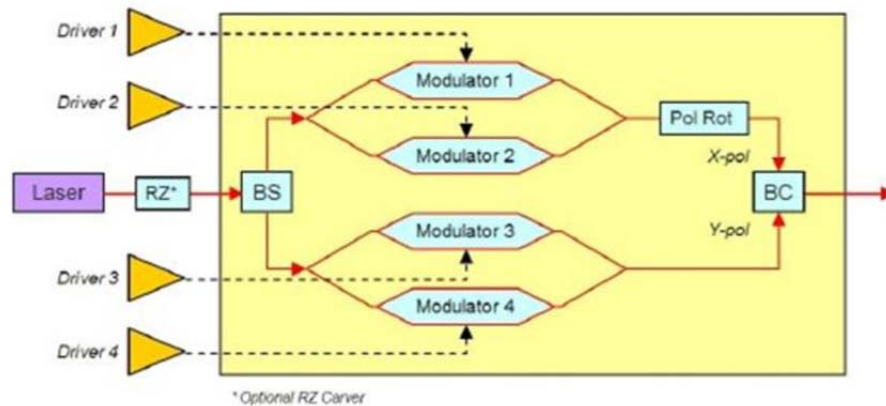 Driver 1
Modulator 1
Driver 2
Pol Rot
Modulator 2
X-pol
Laser
RZ*
BS
BC
Modulator 3
Y-pol
Driver 3
Modulator 4
Driver 4
* Optional RZ Carver